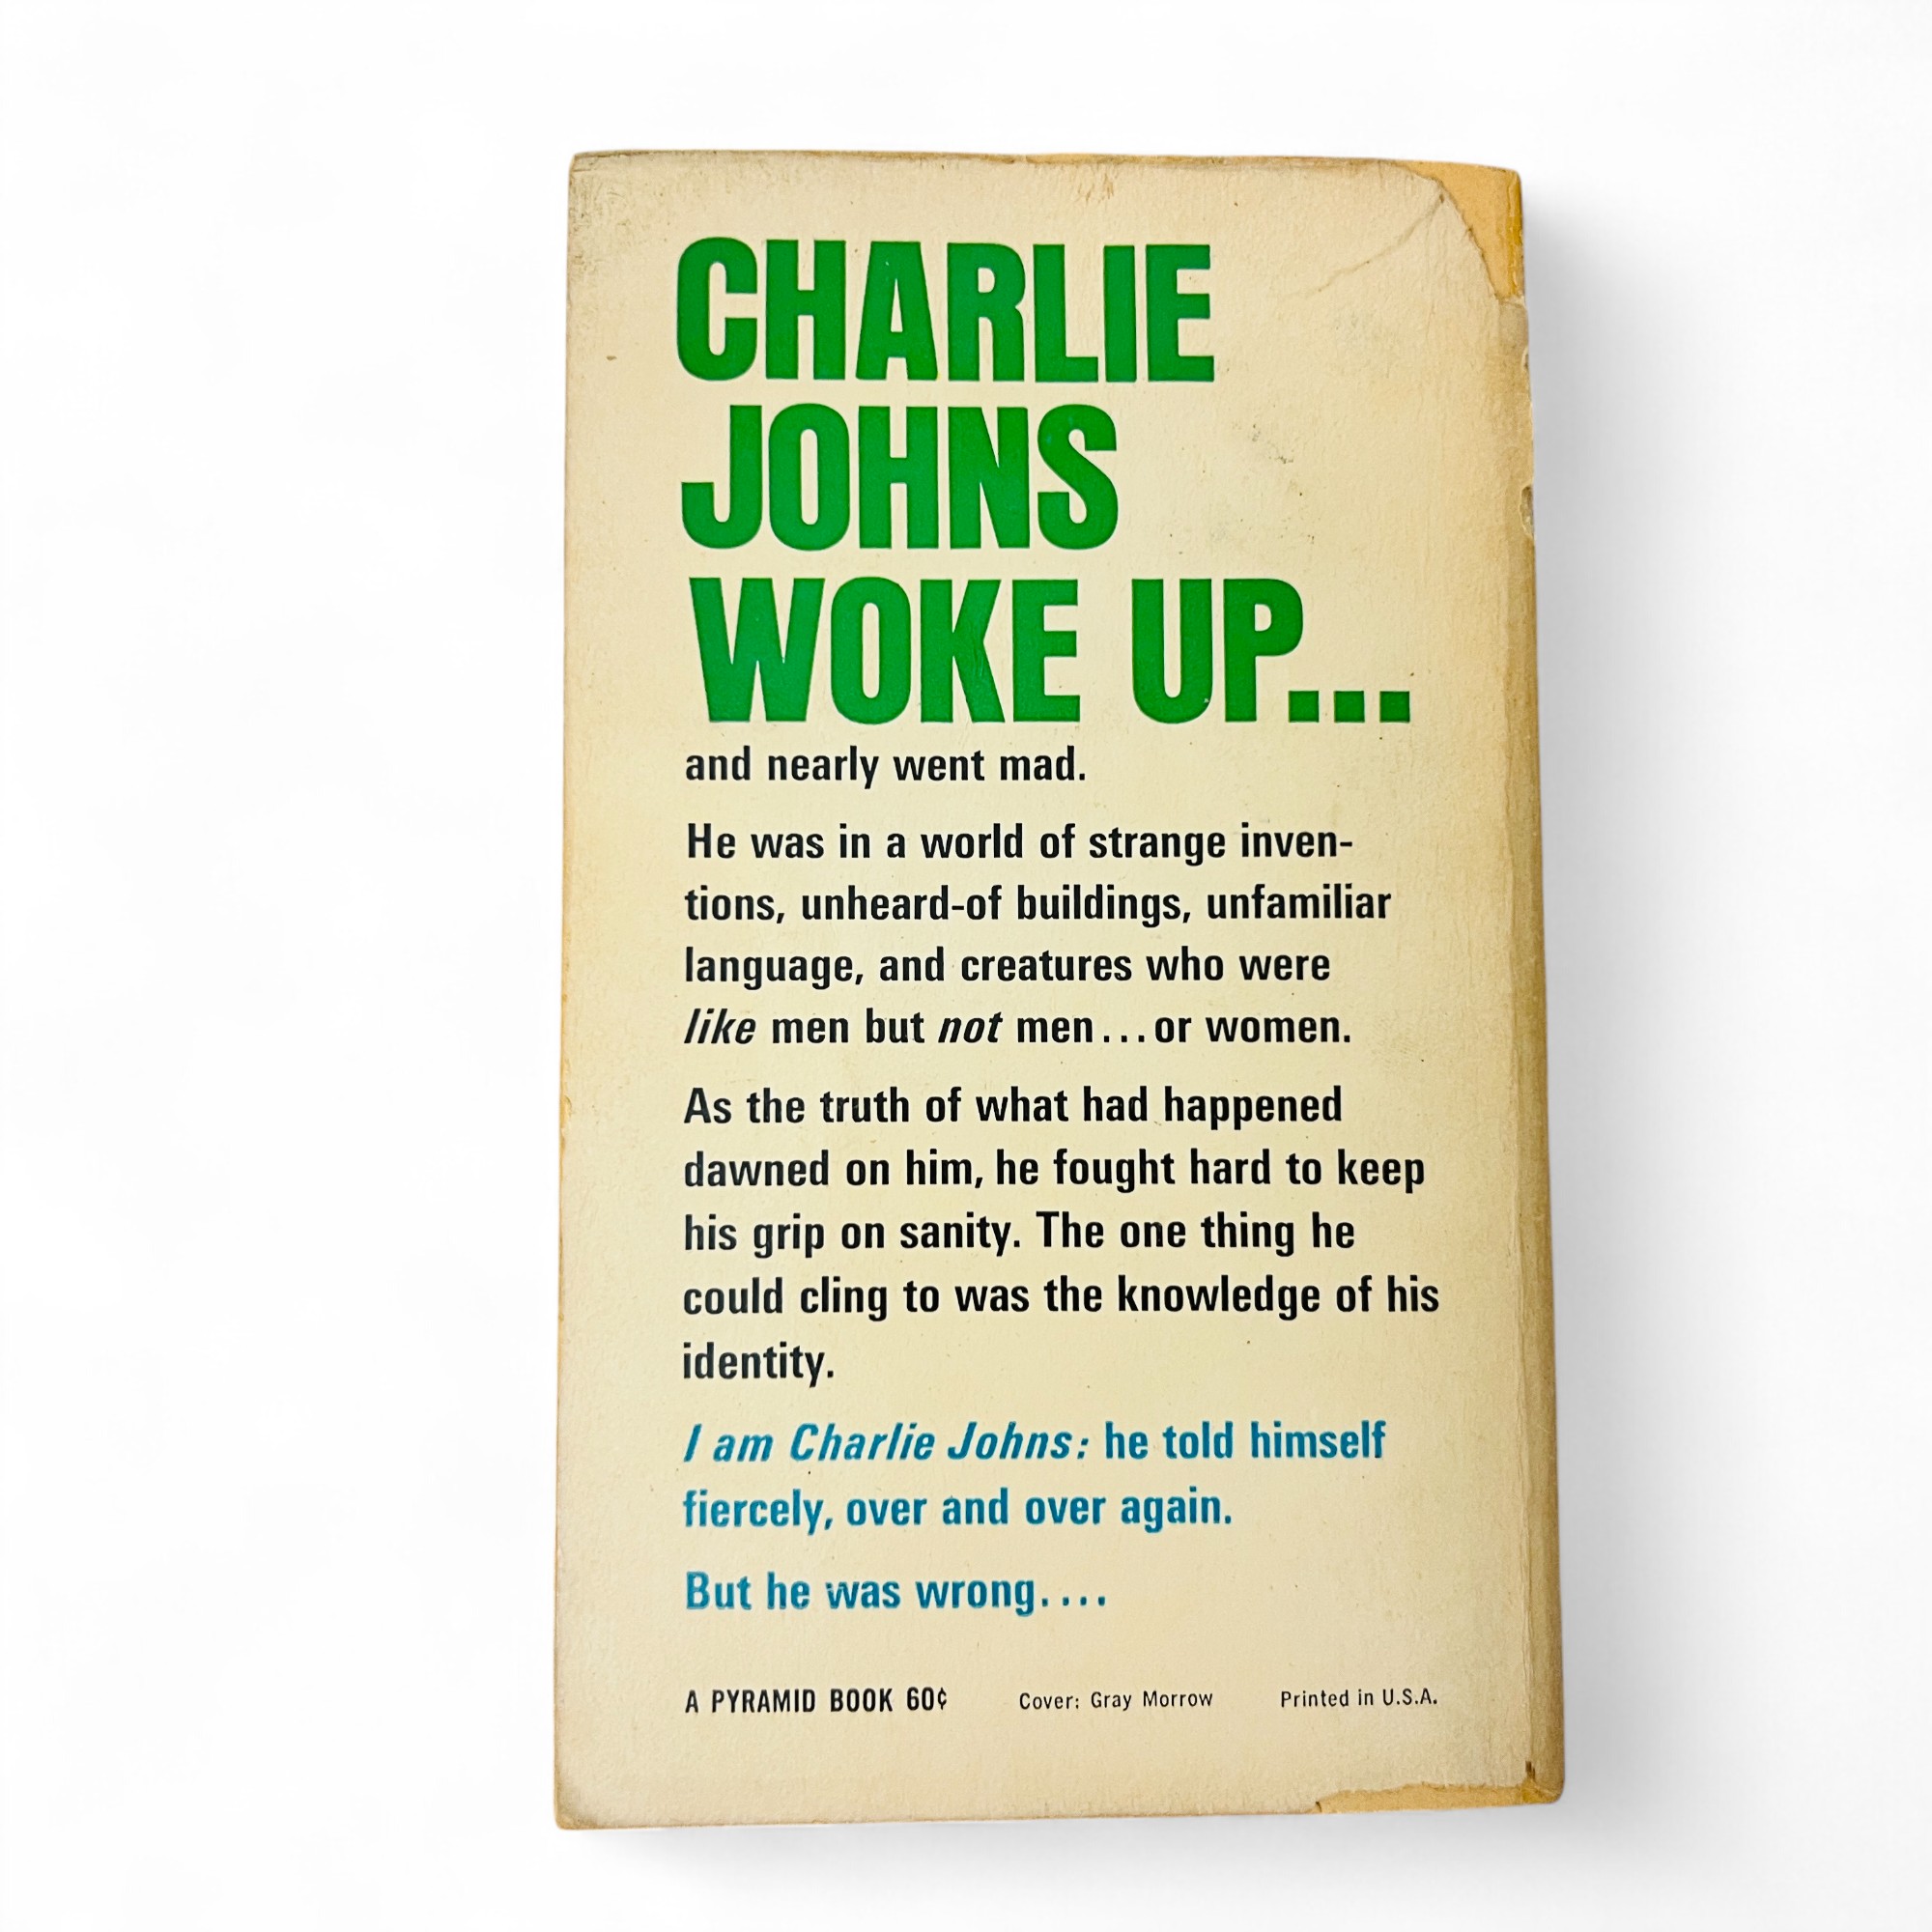 CHARLIE
JOHNS
WOKE UP...
and nearly went mad.
He was in a world of strange inven-
tions, unheard-of buildings, unfamiliar
language, and creatures who were
like men but not men...or women.
As the truth of what had happened
dawned on him, he fought hard to keep
his grip on sanity. The one thing he
could cling to was the knowledge of his
identity.
I am Charlie Johns: he told himself
fiercely, over and over again.
But he was wrong....
A PYRAMID BOOK 60¢ Cover: Gray Morrow Printed in U.S.A.